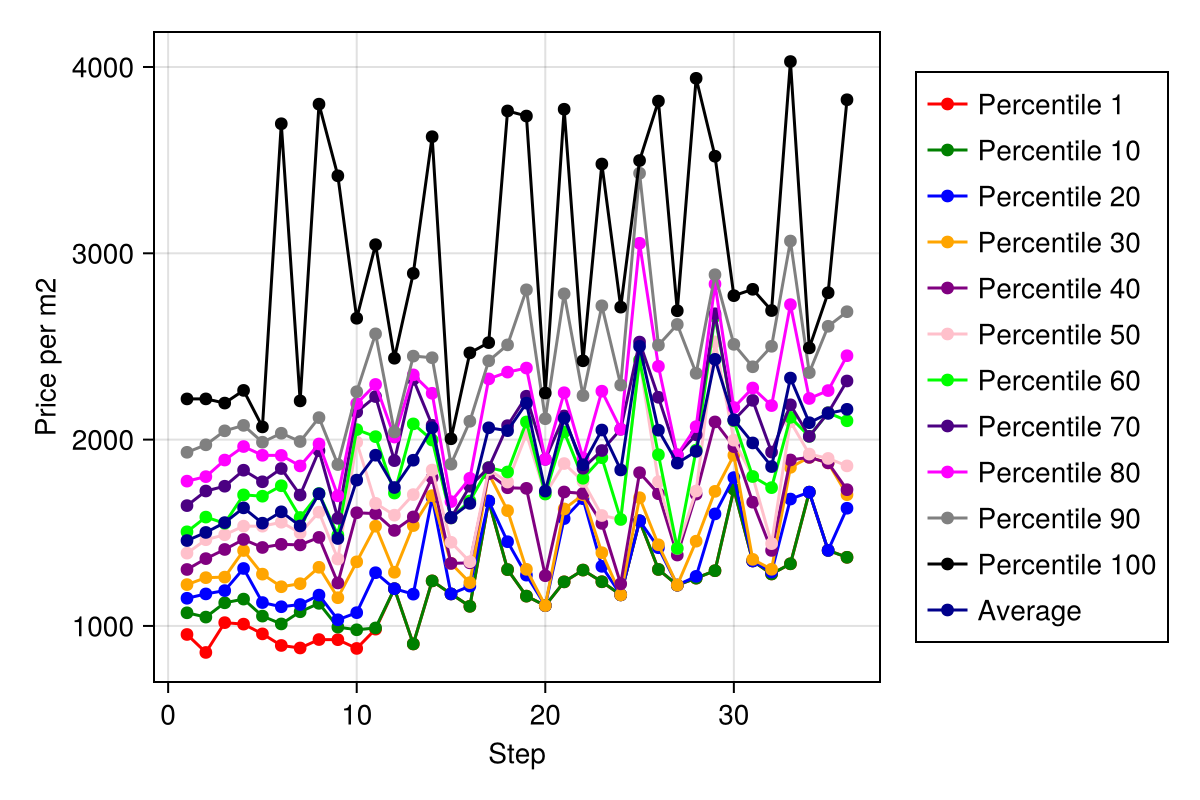 4000
3000
2000
1000
Price per m2
0
10
20
30
Step
Percentile 1
Percentile 10
Percentile 20
Percentile 30
Percentile 40
Percentile 50
Percentile 60
Percentile 70
Percentile 80
Percentile 90
Percentile 100
Average